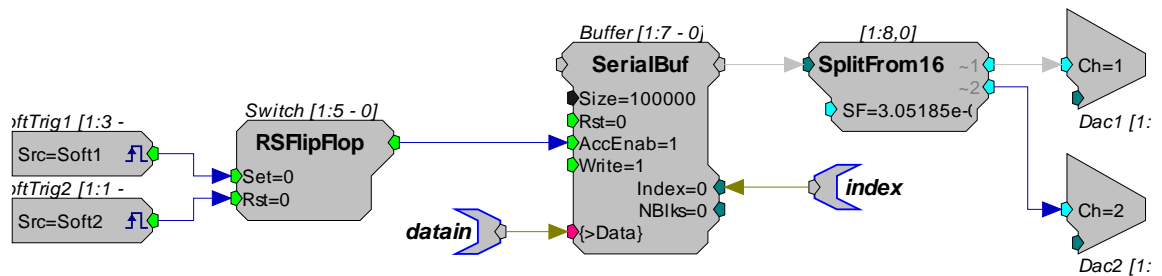 oftTrig1 [1:3 -
Src=Soft1
oftTrig2 [1:1 -
Src=Soft2
Switch [1:5 - 0]
RSFlipFlop
Set=0
Rst=0
datain
Buffer [1:7 - 0]
SerialBuf
Size=100000
Rst=0
AccEnab=1
Write=1
Index=0
NBlks=0
{>Data}
index
[1:8,0]
SplitFrom16
~1
~2
SF=3.05185e-(
Ch=1
Dac1 [1:
Ch=2
Dac2 [1: